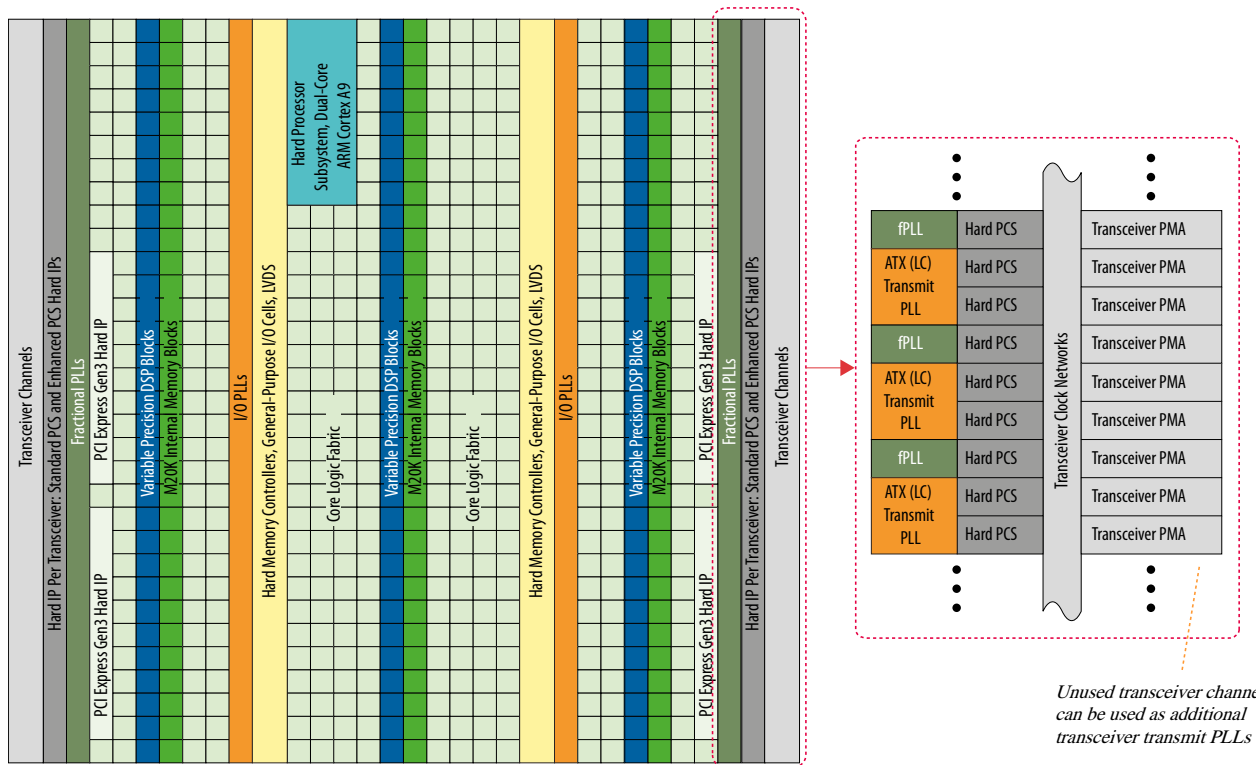 Transceiver Channels
Hard IP Per Transceiver: Standard PCS and Enhanced PCS Hard IPs
Fractional PLLs
PCI Express Gen3 Hard IP
PCI Express Gen3 Hard IP
Variable Precision DSP Blocks
M20K Internal Memory Blocks
I/O PLLs
Hard Memory Controllers, General-Purpose I/O Cells, LVDS
Hard Processor
Subsystem, Dual-Core
ARM Cortex A9
Core Logic Fabric
Variable Precision DSP Blocks
M20K Internal Memory Blocks
Core Logic Fabric
Hard Memory Controllers, General-Purpose I/O Cells, LVDS
I/O PLLs
Variable Precision DSP Blocks
M20K Internal Memory Blocks
PCI Express Gen3 Hard IP
PCI Express Gen3 Hard IP
Fractional PLLs
Hard IP Per Transceiver: Standard PCS and Enhanced PCS Hard IPs
Transceiver Channels
fPLL
ATX (LC)
Transmit
PLL
fPLL
ATX (LC)
Transmit
PLL
fPLL
ATX (LC)
Transmit
PLL
Hard PCS
Hard PCS
Hard PCS
Hard PCS
Hard PCS
Hard PCS
Hard PCS
Hard PCS
Hard PCS
Transceiver Clock Networks
Transceiver PMA
Transceiver PMA
Transceiver PMA
Transceiver PMA
Transceiver PMA
Transceiver PMA
Transceiver PMA
Transceiver PMA
Transceiver PMA
Unused transceiver channe
can be used as additional
transceiver transmit PLLs